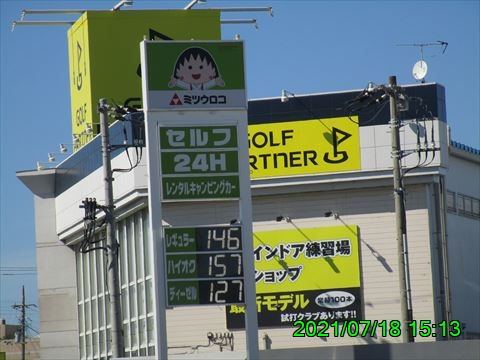 GOLF
ミツウロコ
セルフ
24H
レンタルキャンピングカー
GOLF
RTNER
レギュラー 146
ハイオク 157
ディーゼル 127
インドア練習場
ショップ
新モデル
試打クラブあります!!
2021/07/18 15:13